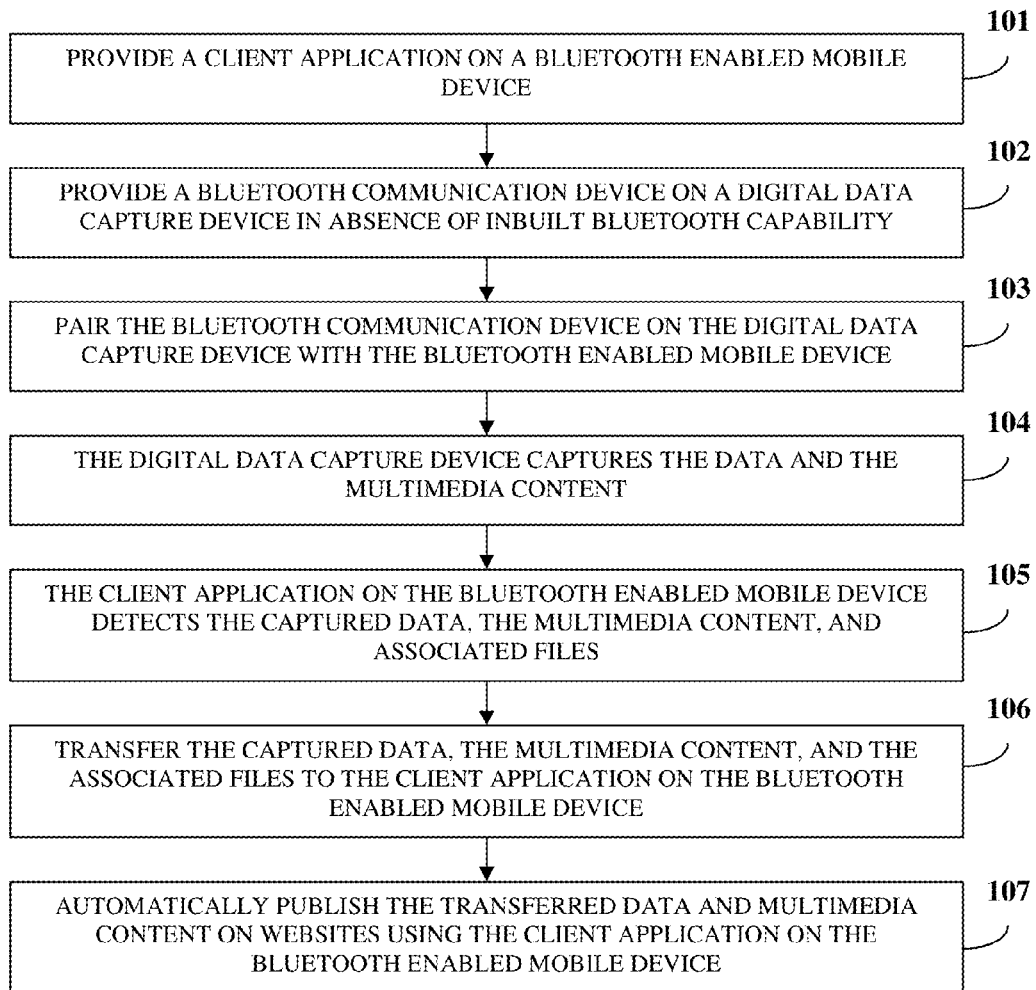 101
PROVIDE A CLIENT APPLICATION ON A BLUETOOTH ENABLED MOBILE
DEVICE
102
PROVIDE A BLUETOOTH COMMUNICATION DEVICE ON A DIGITAL DATA
CAPTURE DEVICE IN ABSENCE OF INBUILT BLUETOOTH CAPABILITY
103
PAIR THE BLUETOOTH COMMUNICATION DEVICE ON THE DIGITAL DATA
CAPTURE DEVICE WITH THE BLUETOOTH ENABLED MOBILE DEVICE
104
THE DIGITAL DATA CAPTURE DEVICE CAPTURES THE DATA AND THE
MULTIMEDIA CONTENT
105
THE CLIENT APPLICATION ON THE BLUETOOTH ENABLED MOBILE DEVICE
DETECTS THE CAPTURED DATA, THE MULTIMEDIA CONTENT, AND
ASSOCIATED FILES
106
TRANSFER THE CAPTURED DATA, THE MULTIMEDIA CONTENT, AND THE
ASSOCIATED FILES TO THE CLIENT APPLICATION ON THE BLUETOOTH
ENABLED MOBILE DEVICE
107
AUTOMATICALLY PUBLISH THE TRANSFERRED DATA AND MULTIMEDIA
CONTENT ON WEBSITES USING THE CLIENT APPLICATION ON THE
BLUETOOTH ENABLED MOBILE DEVICE